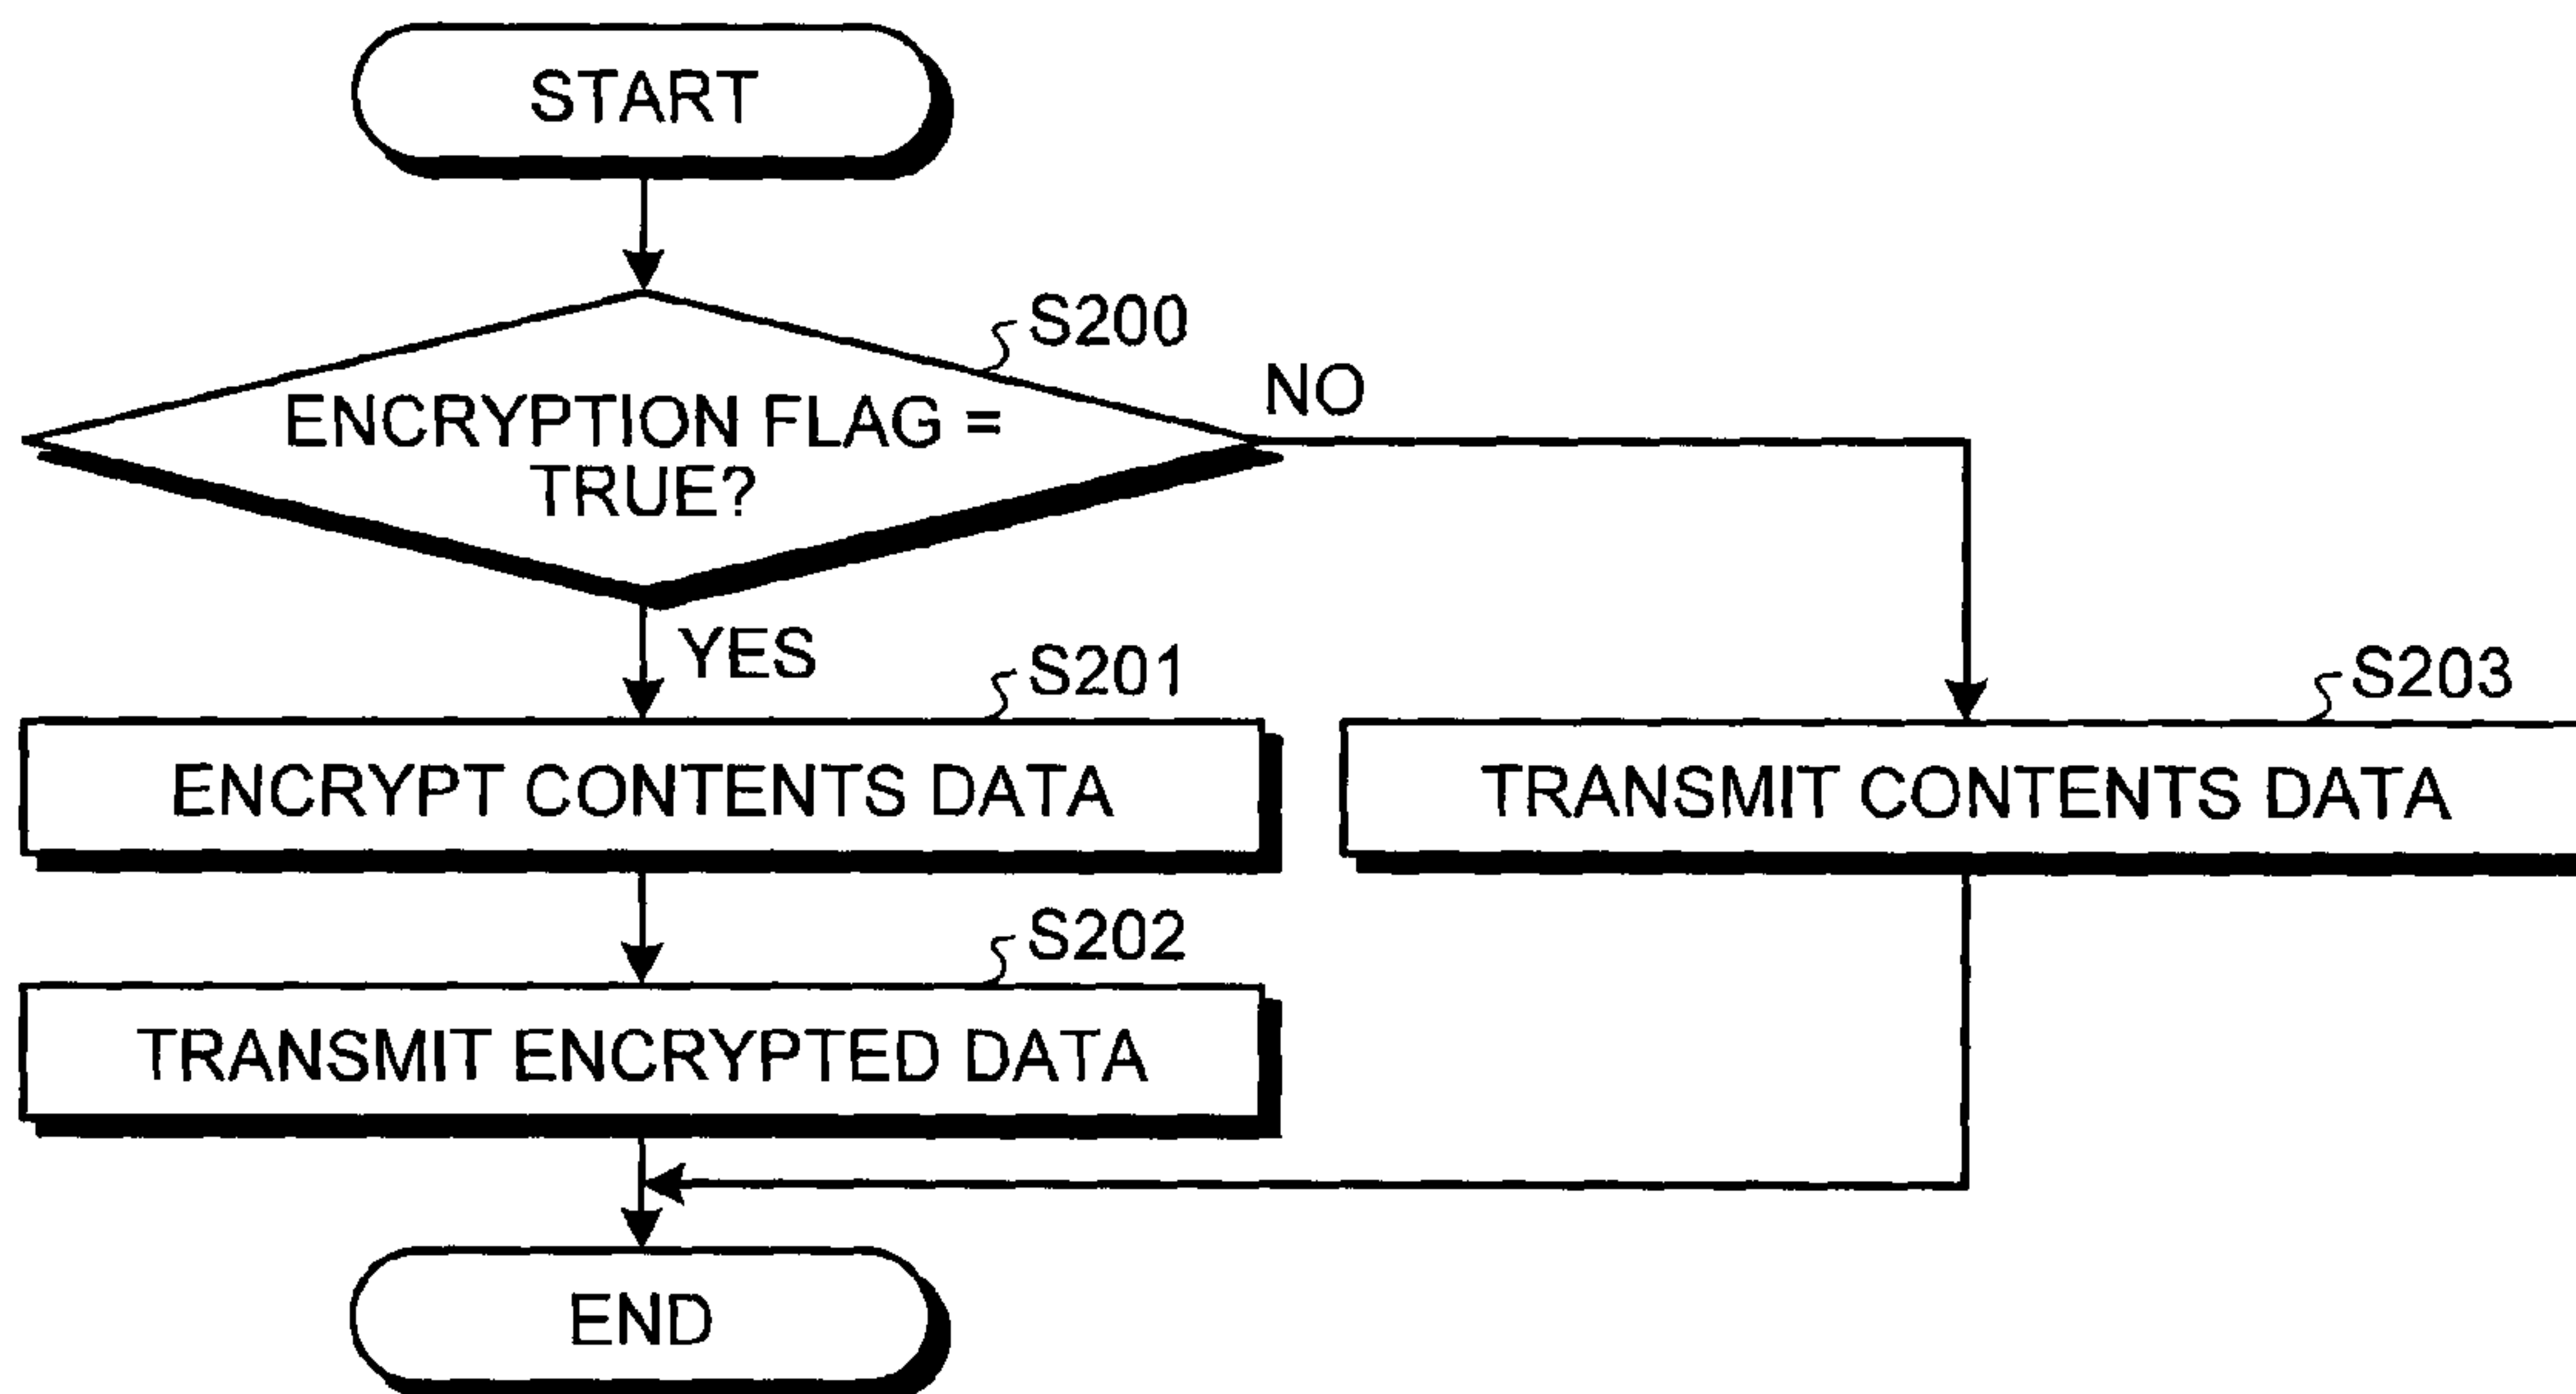 START
S200
ENCRYPTION FLAG =
TRUE?
NO
YES
S201
ENCRYPT CONTENTS DATA
S203
TRANSMIT CONTENTS DATA
S202
TRANSMIT ENCRYPTED DATA
END